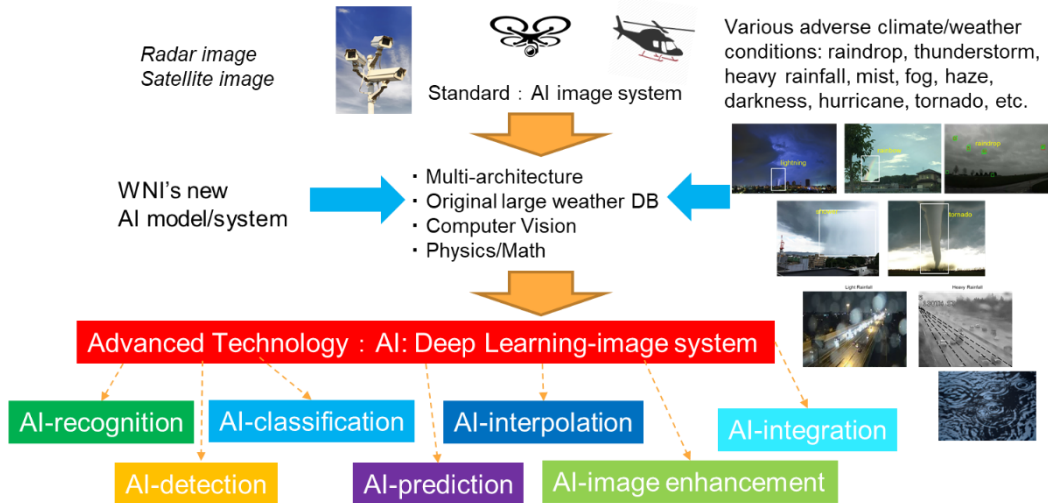 Radar image
Satellite image
Standard：AI image system
Various adverse climate/weather
conditions: raindrop, thunderstorm,
heavy rainfall, mist, fog, haze,
darkness, hurricane, tornado, etc.
WNI's new
AI model/system
・Multi-architecture
・Original large weather DB
・Computer Vision
・Physics/Math
lightning
raindrop
tornado
Light Rainfall
Heavy Rainfall
Advanced Technology：AI: Deep Learning-image system
AI-recognition
AI-classification
AI-interpolation
AI-integration
AI-detection
AI-prediction
AI-image enhancement